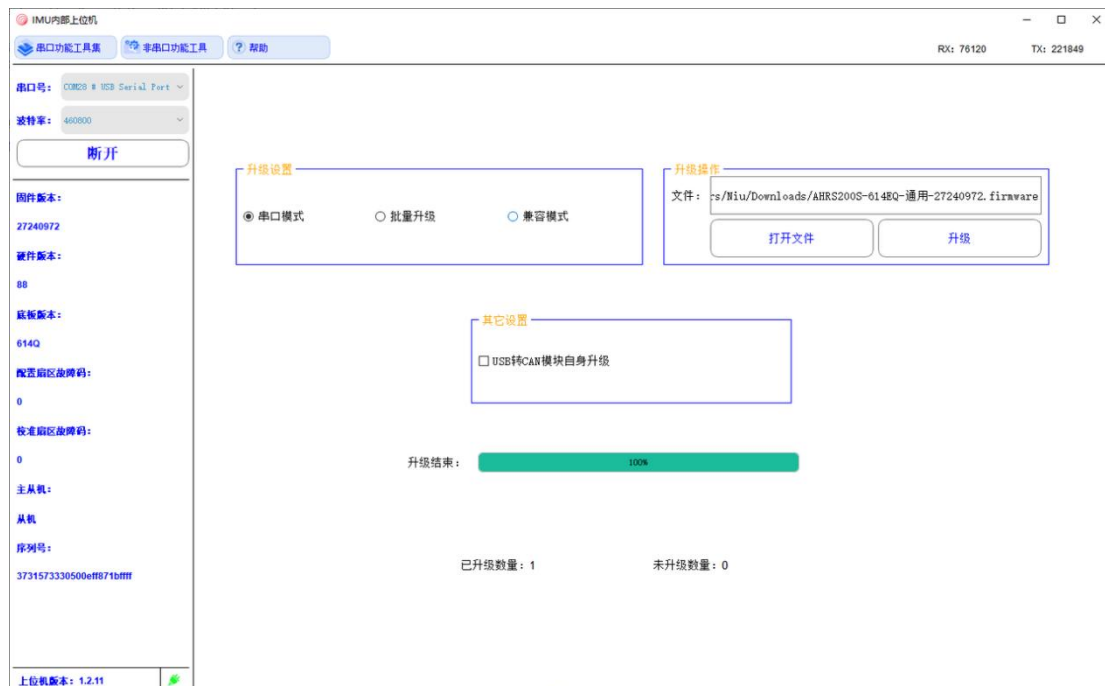 IMU内部上位机
串口功能工具集 非串口功能工具 帮助 RX: 76120 TX: 221849
串口号: COM28 # USB Serial Port
波特率: 460800
断开
固件版本:
27240972
硬件版本:
88
底板版本:
614Q
配置扇区故障码:
0
校准扇区故障码:
0
主从机:
从机
序列号:
3731573330500eff871bffff
上位机版本: 1.2.11
升级设置
串口模式 批量升级 兼容模式
升级操作
文件: rs/Niu/Downloads/AHRS200S-614EQ-通用-27240972.firmware
打开文件 升级
其它设置
USB转CAN模块自身升级
升级结束: 100%
已升级数量: 1 未升级数量: 0